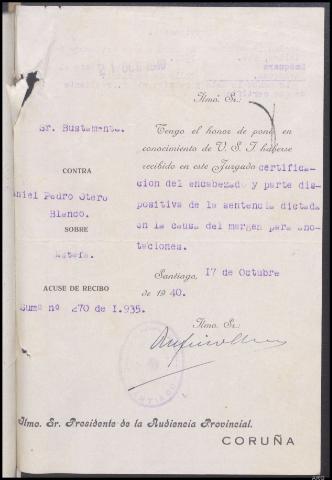 Ilmo. Sr.:
Sr. Bustamante.
CONTRA
niel Pedro Otero
Blanco.
SOBRE
Estafa.
ACUSE DE RECIBO
Sumº nº 270 de I.935.
Tengo el honor de poner en
conocimiento de V. S. I haberse
recibido en este Juzgado certifica-
cion del encabezado y parte dis-
positiva de la sentencia dictada
en la causa del margen para ano-
taciones.
Santiago, 17 de Octubre
de 1940.
Ilmo. Sr.:
SANTIAGO
Ilmo. Sr. Presidente de la Audiencia Provincial.
CORUÑA